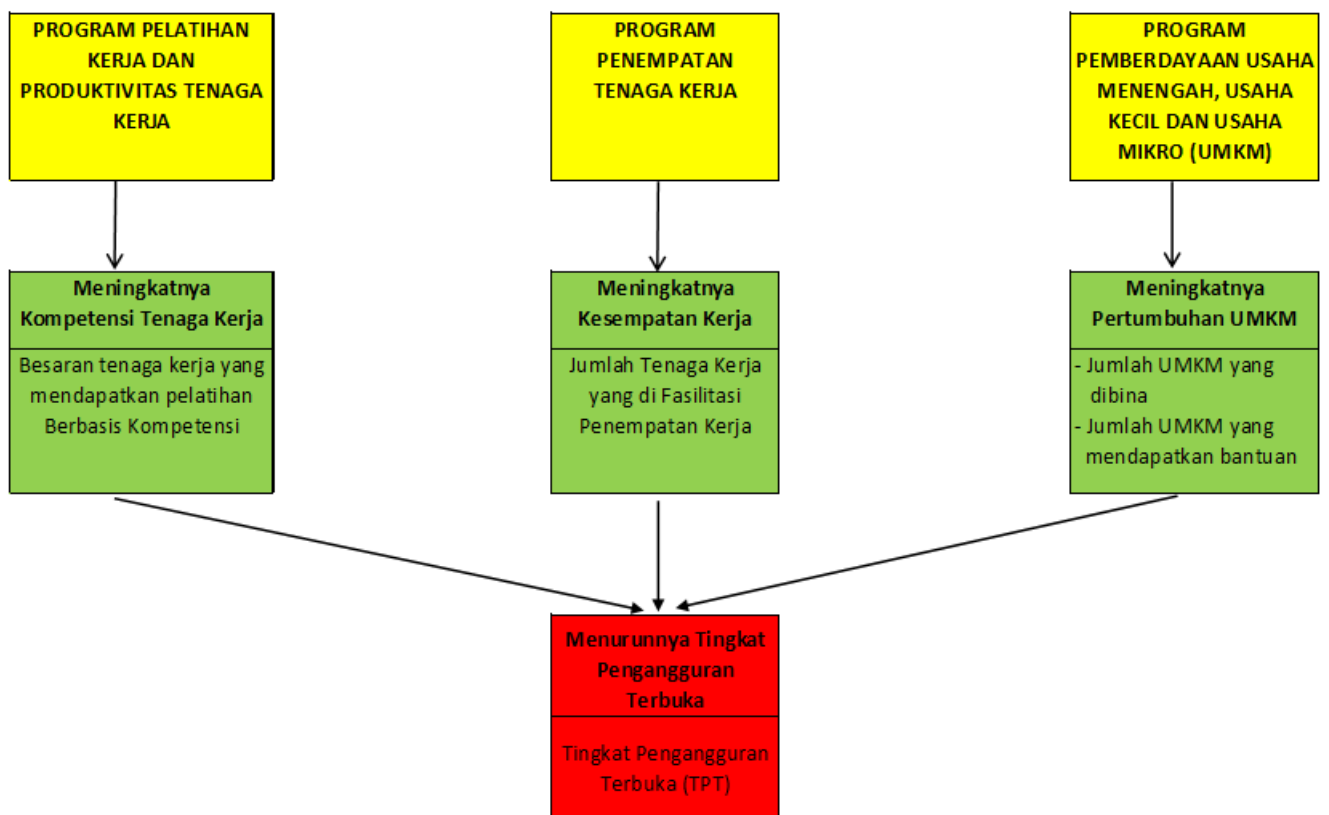 PROGRAM PELATIHAN
KERJA DAN
PRODUKTIVITAS TENAGA
KERJA
PROGRAM
PENEMPATAN
TENAGA KERJA
PROGRAM
PEMBERDAYAAN USAHA
MENENGAH, USAHA
KECIL DAN USAHA
MIKRO (UMKM)
Meningkatnya
Kompetensi Tenaga Kerja
Besaran tenaga kerja yang
mendapatkan pelatihan
Berbasis Kompetensi
Meningkatnya
Kesempatan Kerja
Jumlah Tenaga Kerja
yang di Fasilitasi
Penempatan Kerja
Meningkatnya
Pertumbuhan UMKM
- Jumlah UMKM yang
dibina
- Jumlah UMKM yang
mendapatkan bantuan
Menurunnya Tingkat
Pengangguran
Terbuka
Tingkat Pengangguran
Terbuka (TPT)